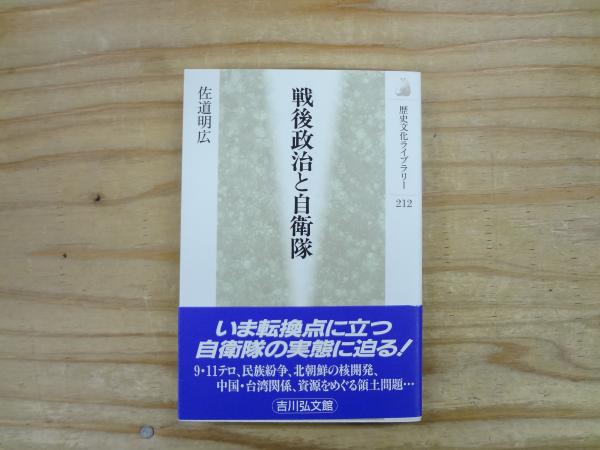 歴史文化ライブラリー
212
戦後政治と自衛隊
佐道明広
いま転換点に立つ
自衛隊の実態に迫る!
9・11テロ、民族紛争、北朝鮮の核開発、
中国・台湾関係、資源をめぐる領土問題…
吉川弘文館